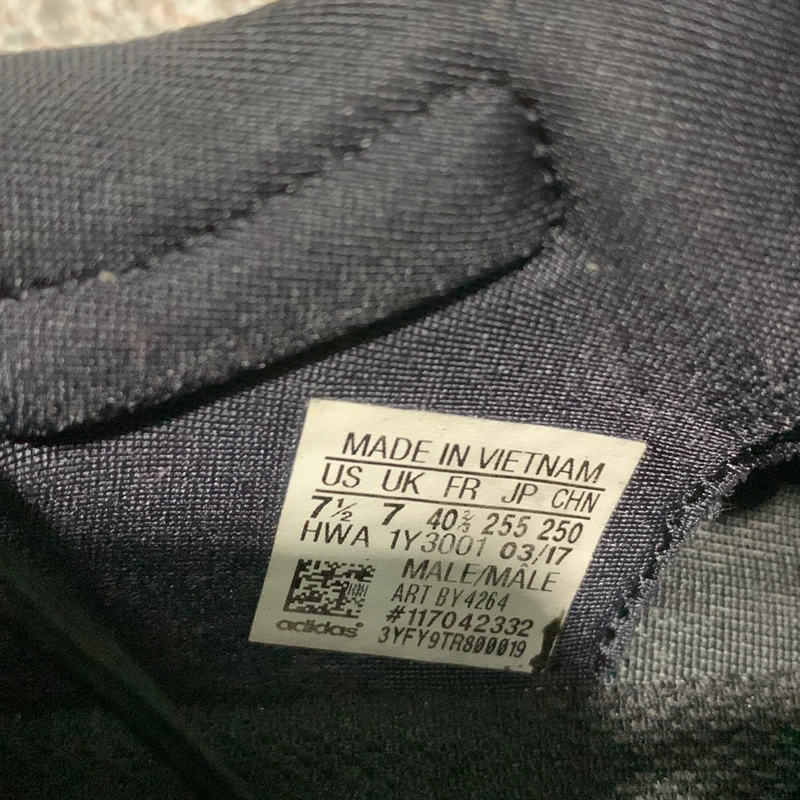 MADE IN VIETNAM
US UK FR JP CHN
7½ 7 40⅔ 255 250
HWA 1Y3001 03/17
MALE/MÂLE
ART BY4264
#117042332
adidas® 3YFY9TR800019